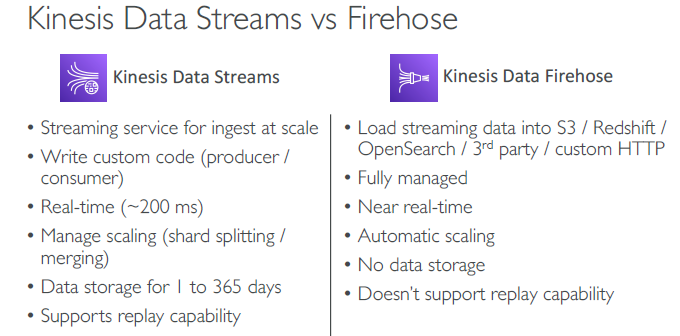 Kinesis Data Streams vs Firehose
Kinesis Data Streams
• Streaming service for ingest at scale
• Write custom code (producer /
consumer)
• Real-time (~200 ms)
• Manage scaling (shard splitting /
merging)
• Data storage for 1 to 365 days
• Supports replay capability
Kinesis Data Firehose
• Load streaming data into S3 / Redshift /
OpenSearch / 3rd party / custom HTTP
• Fully managed
• Near real-time
• Automatic scaling
• No data storage
• Doesn't support replay capability